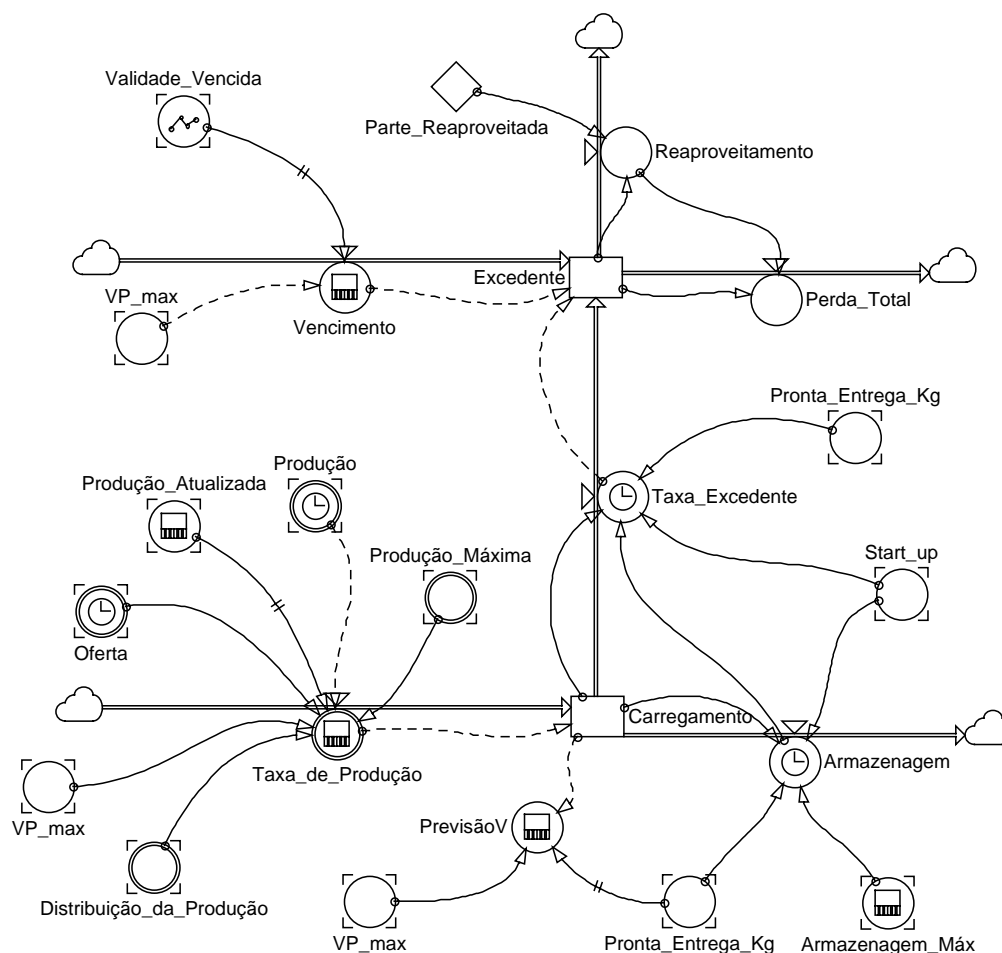 Validade_Vencida
Parte_Reaproveitada
Reaproveitamento
Excedente
VP_max
Vencimento
Perda_Total
Pronta_Entrega_Kg
Produção
Produção_Atualizada
Taxa_Excedente
Produção_Máxima
Start_up
Oferta
Carregamento
Taxa_de_Produção
Armazenagem
VP_max
PrevisãoV
Distribuição_da_Produção
VP_max
Pronta_Entrega_Kg
Armazenagem_Máx